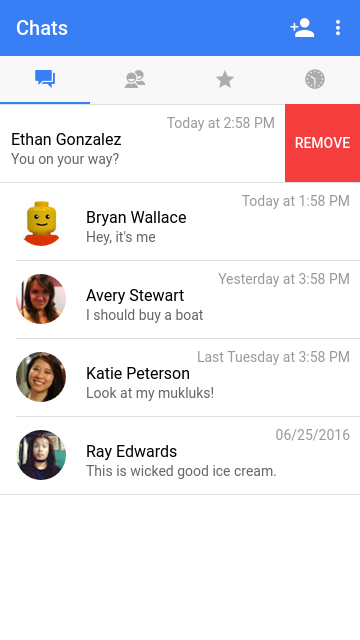 Chats
Today at 2:58 PM
Ethan Gonzalez
You on your way?
REMOVE
Today at 1:58 PM
Bryan Wallace
Hey, it's me
Yesterday at 3:58 PM
Avery Stewart
I should buy a boat
Last Tuesday at 3:58 PM
Katie Peterson
Look at my mukluks!
06/25/2016
Ray Edwards
This is wicked good ice cream.